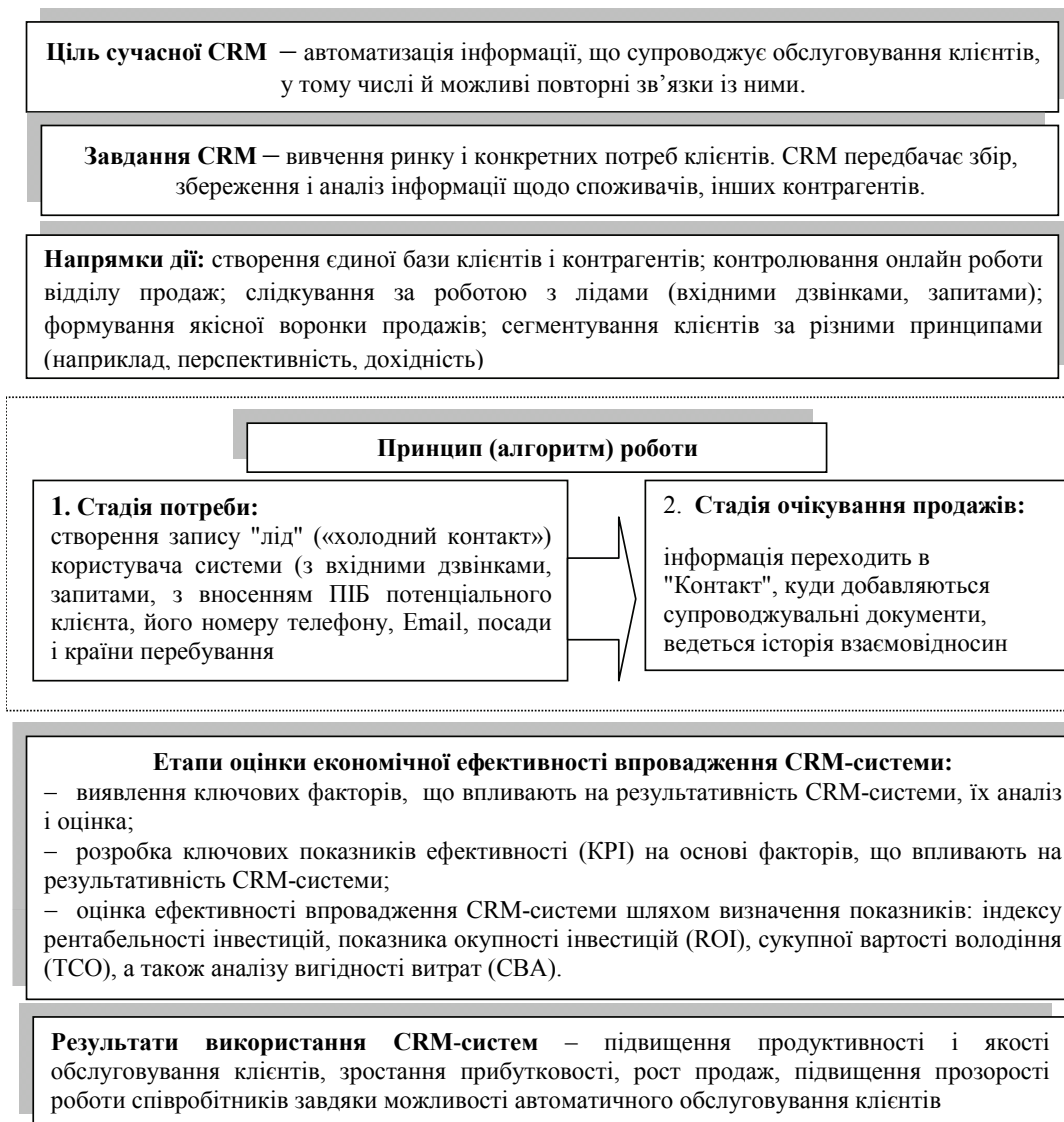 Ціль сучасної CRM – автоматизація інформації, що супроводжує обслуговування клієнтів,
у тому числі й можливі повторні зв’язки із ними.
Завдання CRM – вивчення ринку і конкретних потреб клієнтів. CRM передбачає збір,
збереження і аналіз інформації щодо споживачів, інших контрагентів.
Напрямки дії: створення єдиної бази клієнтів і контрагентів; контролювання онлайн роботи
відділу продаж; слідкування за роботою з лідами (вхідними дзвінками, запитами);
формування якісної воронки продажів; сегментування клієнтів за різними принципами
(наприклад, перспективність, дохідність)
Принцип (алгоритм) роботи
1. Стадія потреби:
створення запису "лід" («холодний контакт»)
користувача системи (з вхідними дзвінками,
запитами, з вносенням ПІБ потенціального
клієнта, його номеру телефону, Email, посади
і країни перебування
2. Стадія очікування продажів:
інформація переходить в
"Контакт", куди добавляються
супроводжувальні документи,
ведеться історія взаємовідносин
Етапи оцінки економічної ефективності впровадження CRM-системи:
– виявлення ключових факторів, що впливають на результативність CRM-системи, їх аналіз
і оцінка;
– розробка ключових показників ефективності (KPI) на основі факторів, що впливають на
результативність CRM-системи;
– оцінка ефективності впровадження CRM-системи шляхом визначення показників: індексу
рентабельності інвестицій, показника окупності інвестицій (ROI), сукупної вартості володіння
(TCO), а також аналізу вигідності витрат (CBA).
Результати використання CRM-систем – підвищення продуктивності і якості
обслуговування клієнтів, зростання прибутковості, рост продаж, підвищення прозорості
роботи співробітників завдяки можливості автоматичного обслуговування клієнтів